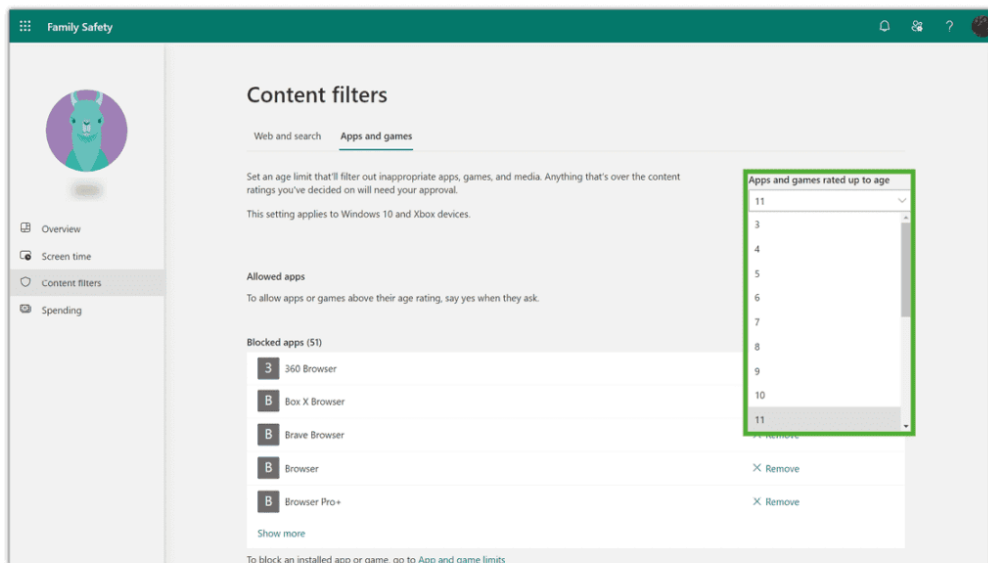 Family Safety
?
Content filters
Web and search
Apps and games
Set an age limit that'll filter out inappropriate apps, games, and media. Anything that's over the content
ratings you've decided on will need your approval.
This setting applies to Windows 10 and Xbox devices.
Apps and games rated up to age
11
3
4
5
6
7
8
9
10
11
Overview
Screen time
Content filters
Spending
Allowed apps
To allow apps or games above their age rating, say yes when they ask.
Blocked apps (51)
3 360 Browser
B Box X Browser
B Brave Browser
Remove
B Browser
Remove
B Browser Pro+
Remove
Show more
To block an installed app or game, go to App and game limits